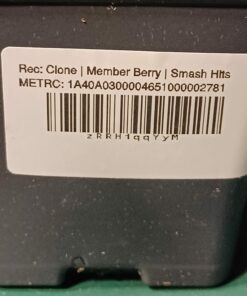 Rec: Clone | Member Berry | Smash Hits
METRC: 1A40A0300004651000002781
zRRH1qqYyM